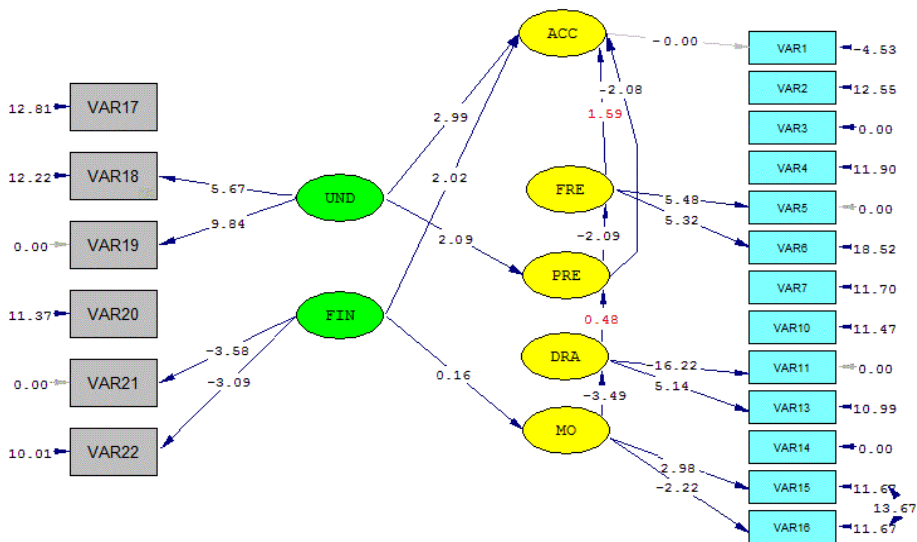 ACC
-0.00
VAR1
-4.53
VAR2
12.55
VAR3
0.00
VAR4
11.90
VAR5
0.00
VAR6
18.52
VAR7
11.70
VAR10
11.47
VAR11
0.00
VAR13
10.99
VAR14
0.00
VAR15
11.67
13.67
VAR16
11.67
12.81
VAR17
12.22
VAR18
0.00
VAR19
11.37
VAR20
0.00
VAR21
10.01
VAR22
5.67
9.84
UND
2.99
2.02
2.09
-3.58
-3.09
FIN
0.16
-2.08
1.59
FRE
5.48
5.32
-2.09
PRE
0.48
DRA
-16.22
5.14
-3.49
MO
2.98
-2.22